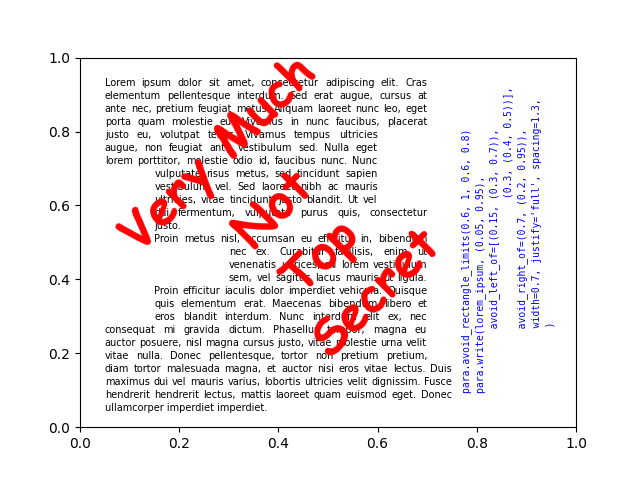 1.0
0.8
0.6
0.4
0.2
0.0
Lorem ipsum dolor sit amet, consectetur adipiscing elit. Cras
elementum pellentesque interdum. Sed erat augue, cursus at
ante nec, pretium feugiat metus. Aliquam laoreet nunc leo, eget
porta quam molestie eu. Vivamus in nunc faucibus, placerat
justo eu, volutpat tellus. Vivamus tempus ultricies
augue, non feugiat ante vestibulum sed. Nulla eget
lorem porttitor, molestie odio id, faucibus nunc. Nunc
vulputate risus metus, sed tincidunt sapien
vestibulum vel. Sed laoreet nibh ac mauris
ultricies, vitae tincidunt justo blandit. Ut vel
dui fermentum, vulputate purus quis, consectetur
justo.
Proin metus nisl, accumsan eu efficitur in, bibendum
nec ex. Curabitur facilisis, enim ut
venenatis ultrices, mi lorem vestibulum
sem, vel sagittis lacus mauris ut ligula.
Proin efficitur iaculis dolor imperdiet vehicula. Quisque
quis elementum erat. Maecenas bibendum libero et
eros blandit interdum. Nunc interdum elit ex, nec
consequat mi gravida dictum. Phasellus tempor, magna eu
auctor posuere, nisl magna cursus justo, vitae molestie urna velit
vitae nulla. Donec pellentesque, tortor non pretium pretium,
diam tortor malesuada magna, et auctor nisi eros vitae lectus. Duis
maximus dui vel mauris varius, lobortis ultricies velit dignissim. Fusce
hendrerit hendrerit lectus, mattis laoreet quam euismod eget. Donec
ullamcorper imperdiet imperdiet.
Very Much
Not
Top
Secret
para.avoid_rectangle_limits(0.6, 1, 0.6, 0.8)
para.write(lorem_ipsum, (0.05, 0.95),
avoid_left_of=[(0.15, (0.3, 0.7)),
(0.3, (0.4, 0.5))],
avoid_right_of=(0.7, (0.2, 0.95)),
width=0.7, justify='full', spacing=1.3,
)
0.0 0.2 0.4 0.6 0.8 1.0